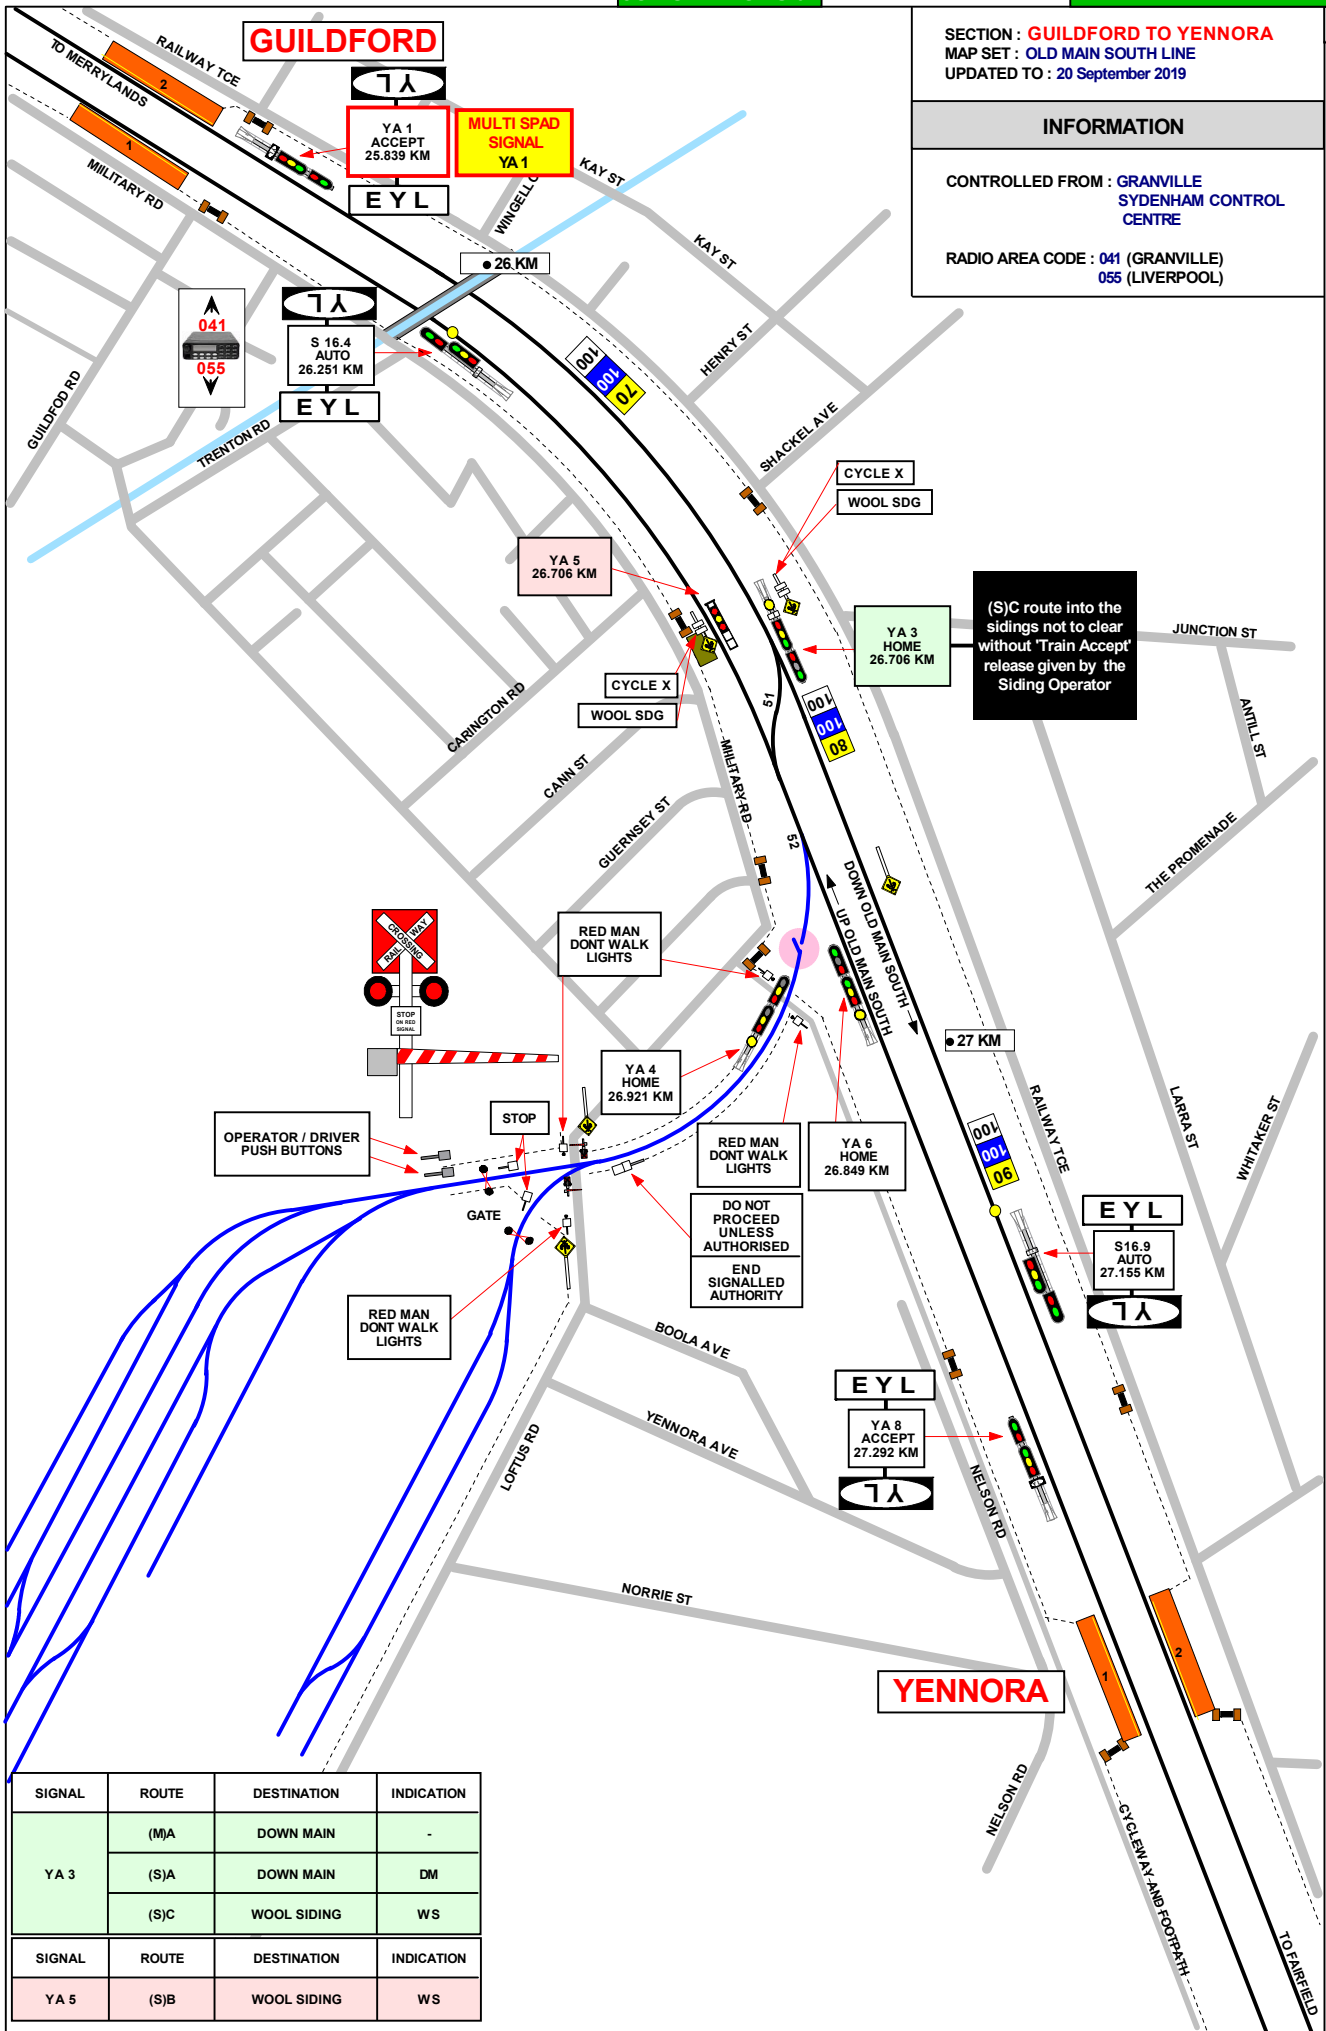 GUILDFORD
SECTION : GUILDFORD TO YENNORA
MAP SET : OLD MAIN SOUTH LINE
UPDATED TO : 20 September 2019
INFORMATION
CONTROLLED FROM : GRANVILLE
SYDENHAM CONTROL
CENTRE
RADIO AREA CODE : 041 (GRANVILLE)
055 (LIVERPOOL)
TO MERRYLANDS
RAILWAY TCE
2
1
MIILITARY RD
YL
YA 1
ACCEPT
25.839 KM
EYL
MULTI SPAD
SIGNAL
YA 1
KAY ST
KAY ST
26 KM
041
055
YL
S 16.4
AUTO
26.251 KM
EYL
GUILDFOD RD
TRENTON RD
100
100
70
HENRY ST
SHACKEL AVE
CYCLE X
WOOL SDG
YA 5
26.706 KM
YA 3
HOME
26.706 KM
(S)C route into the
sidings not to clear
without 'Train Accept'
release given by the
Siding Operator
JUNCTION ST
ANTILL ST
THE PROMENADE
CYCLE X
WOOL SDG
51
100
100
80
CARINGTON RD
CANN ST
GUERNSEY ST
MILITARY RD
52
DOWN OLD MAIN SOUTH
UP OLD MAIN SOUTH
RAILWAY
CROSSING
STOP
ON RED
SIGNAL
RED MAN
DONT WALK
LIGHTS
YA 4
HOME
26.921 KM
27 KM
RAILWAY TCE
LARRA ST
WHITAKER ST
OPERATOR / DRIVER
PUSH BUTTONS
STOP
RED MAN
DONT WALK
LIGHTS
YA 6
HOME
26.849 KM
100
100
90
GATE
DO NOT
PROCEED
UNLESS
AUTHORISED
END
SIGNALLED
AUTHORITY
EYL
S16.9
AUTO
27.155 KM
YL
RED MAN
DONT WALK
LIGHTS
BOOLA AVE
YENNORA AVE
LOFTUS RD
EYL
YA 8
ACCEPT
27.292 KM
YL
NELSON RD
NORRIE ST
YENNORA
1
2
NELSON RD
CYCLEWAY AND FOOTPATH
TO FAIRFIELD
SIGNAL ROUTE DESTINATION INDICATION
YA 3 (M)A DOWN MAIN -
(S)A DOWN MAIN DM
(S)C WOOL SIDING WS
SIGNAL ROUTE DESTINATION INDICATION
YA 5 (S)B WOOL SIDING WS